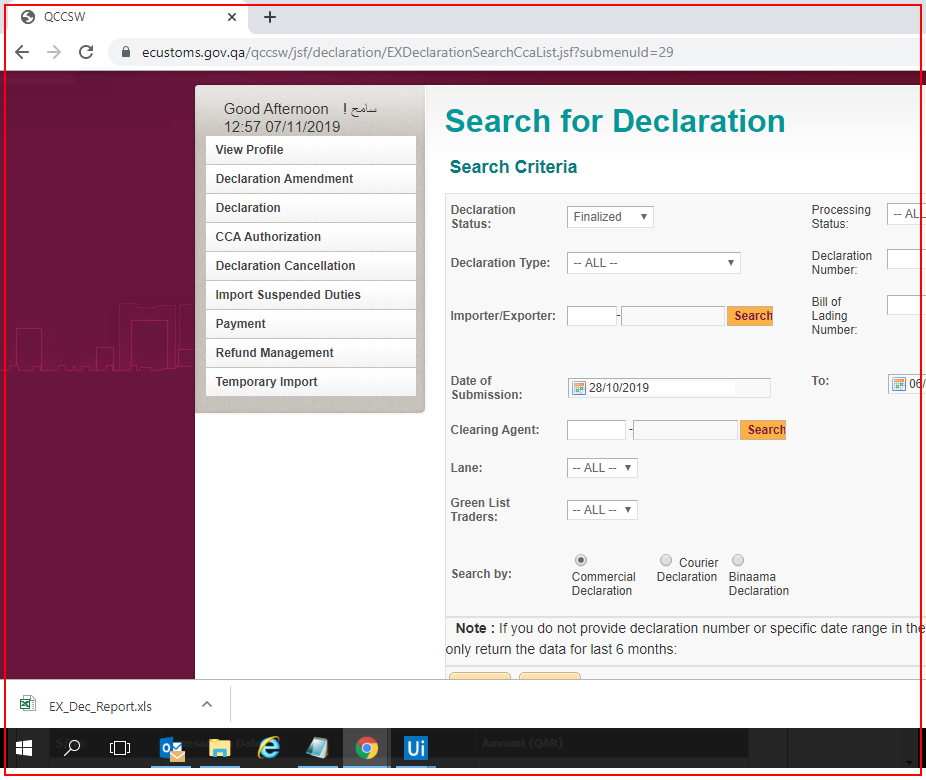 QCCSW
ecustoms.gov.qa/qccsw/jsf/declaration/EXDeclarationSearchCcaList.jsf?submenuId=29
Good Afternoon ! سامح
12:57 07/11/2019
View Profile
Declaration Amendment
Declaration
CCA Authorization
Declaration Cancellation
Import Suspended Duties
Payment
Refund Management
Temporary Import
Search for Declaration
Search Criteria
Declaration Status: Finalized
Processing Status: -- AL
Declaration Type: -- ALL --
Declaration Number:
Importer/Exporter: - Search
Bill of Lading Number:
Date of Submission: 28/10/2019
To: 06/
Clearing Agent: - Search
Lane: -- ALL --
Green List Traders: -- ALL --
Search by:
Commercial Declaration
Courier Declaration
Binaama Declaration
Note : If you do not provide declaration number or specific date range in the
only return the data for last 6 months:
EX_Dec_Report.xls
Ui
Amount (QAR)